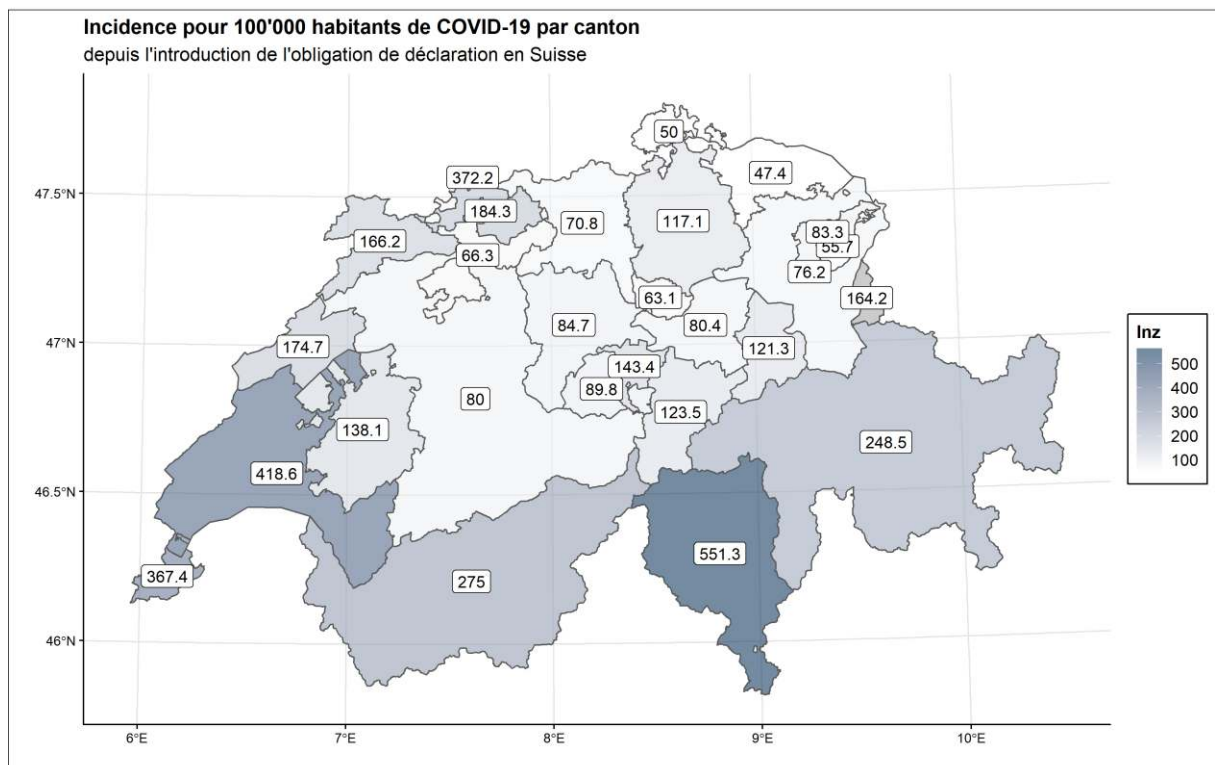 Incidence pour 100'000 habitants de COVID-19 par canton
depuis l'introduction de l'obligation de déclaration en Suisse
50
47.5°N
372.2
47.4
184.3
70.8
117.1
166.2
83.3
55.7
66.3
76.2
63.1
164.2
84.7
80.4
47°N
174.7
121.3
143.4
89.8
80
123.5
138.1
248.5
418.6
46.5°N
551.3
367.4
275
46°N
Inz
500
400
300
200
100
6°E
7°E
8°E
9°E
10°E